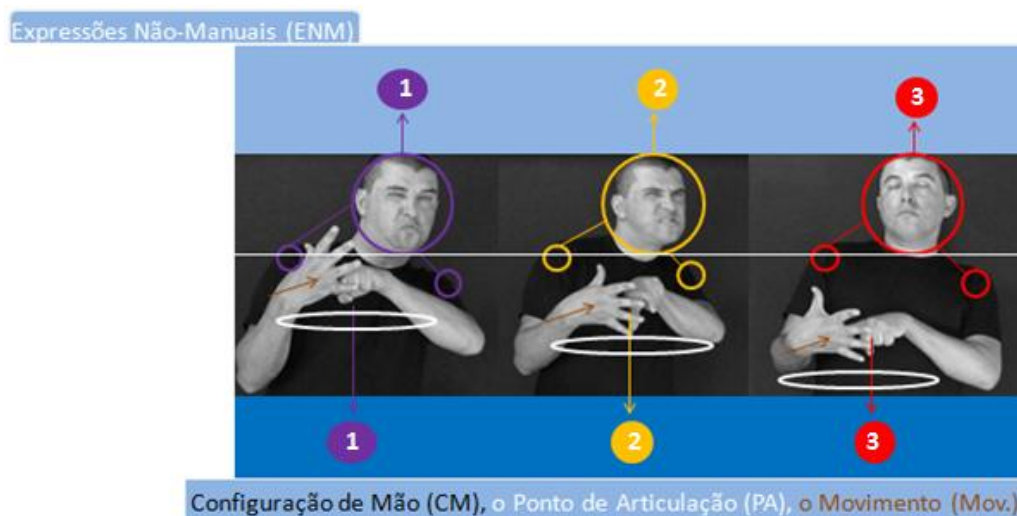 Expressões Não-Manuais (ENM)
1 2 3
1 2 3
Configuração de Mão (CM), o Ponto de Articulação (PA), o Movimento (Mov.)